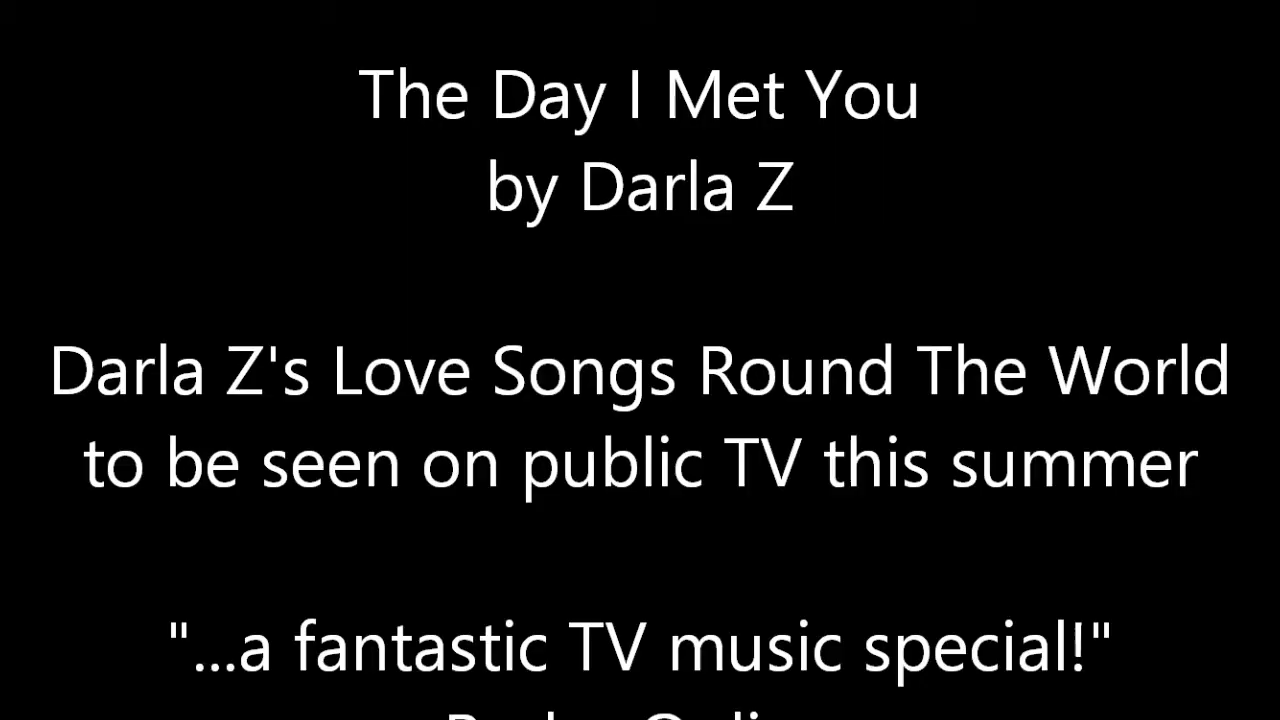 The Day I Met You
by Darla Z
Darla Z's Love Songs Round The World
to be seen on public TV this summer
"...a fantastic TV music special!"